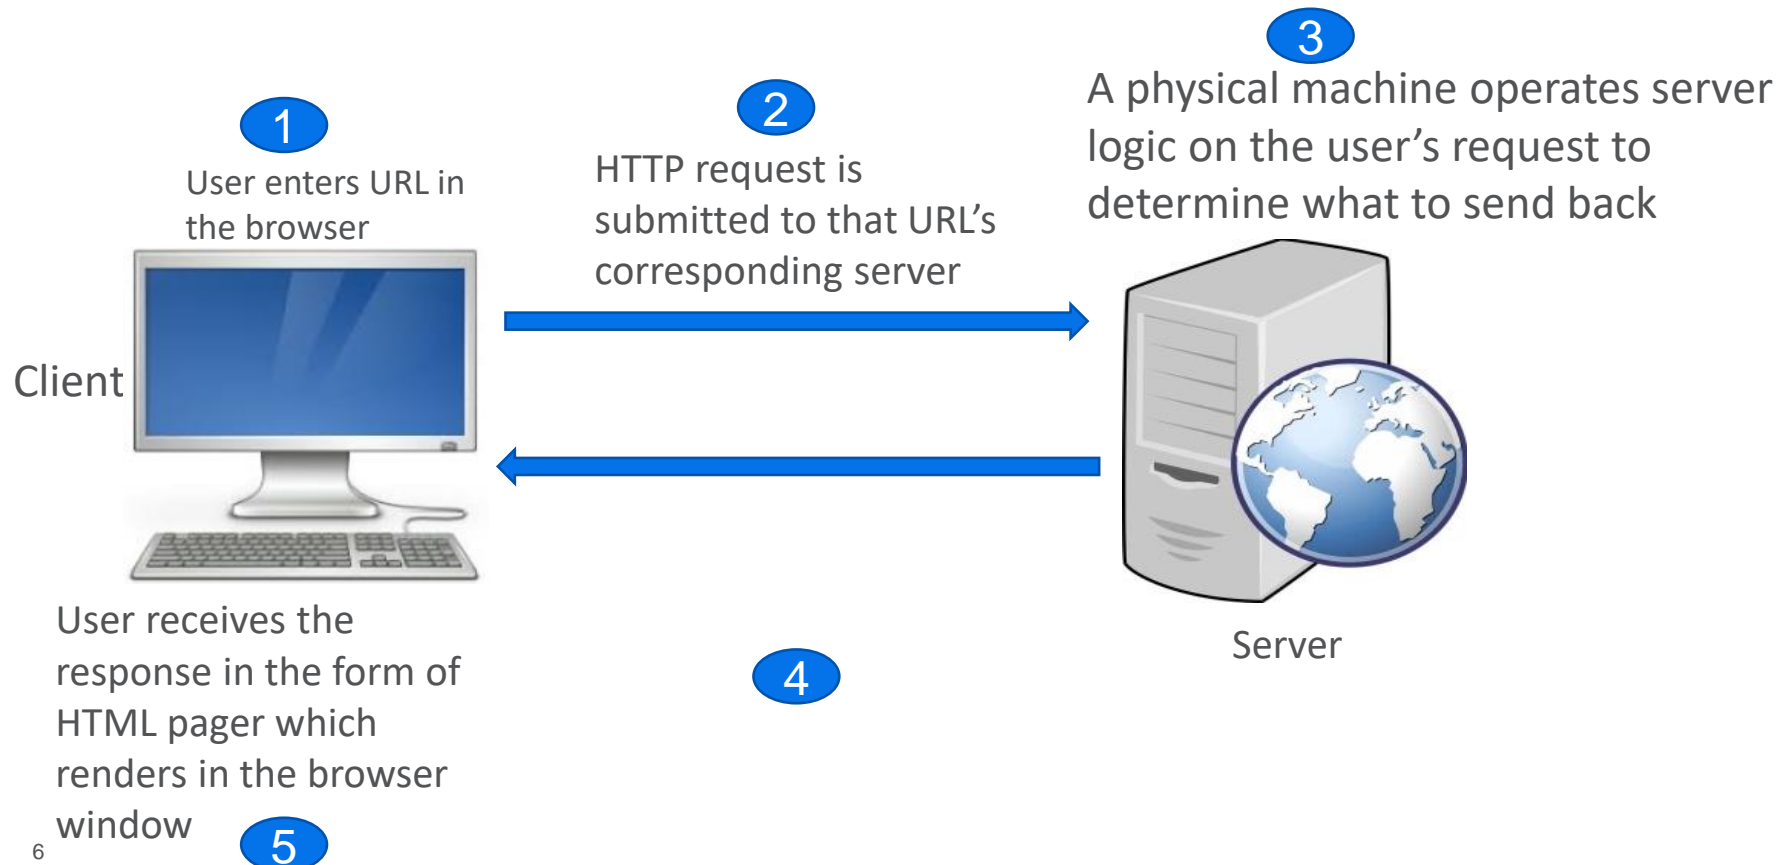 1
User enters URL in
the browser
2
HTTP request is
submitted to that URL’s
corresponding server
3
A physical machine operates server
logic on the user’s request to
determine what to send back
Client
Server
4
User receives the
response in the form of
HTML pager which
renders in the browser
window
5
6